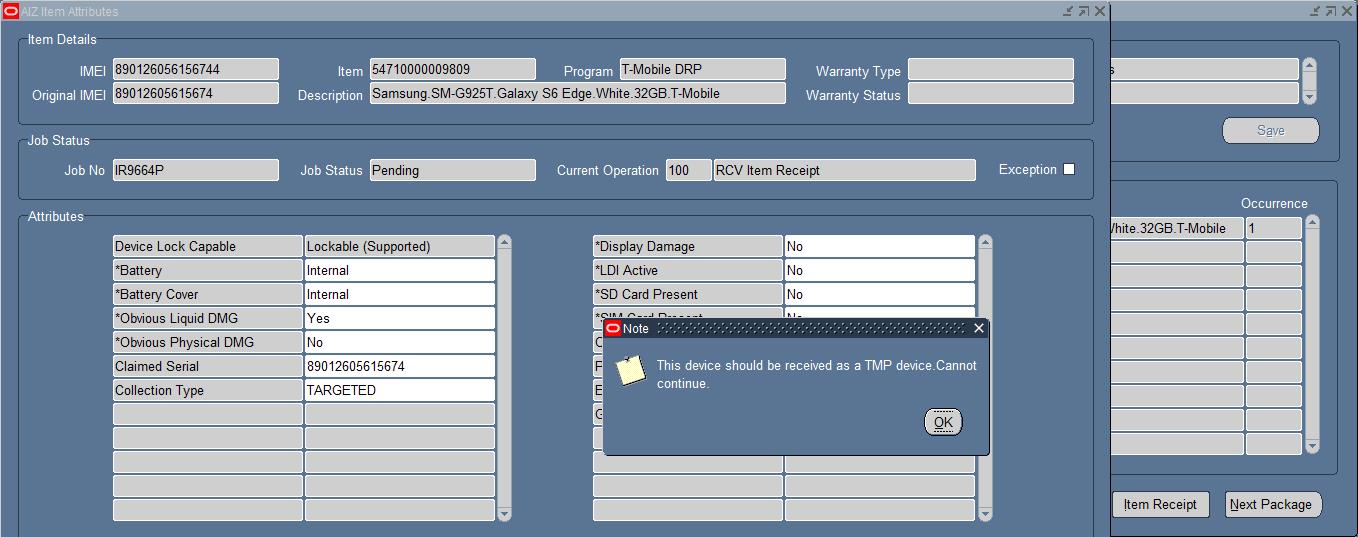 AIZ Item Attributes
Item Details
IMEI 890126056156744 Item 54710000009809 Program T-Mobile DRP Warranty Type
Original IMEI 89012605615674 Description Samsung.SM-G925T.Galaxy S6 Edge.White.32GB.T-Mobile Warranty Status
Save
Job Status
Job No IR9664P Job Status Pending Current Operation 100 RCV Item Receipt Exception
Attributes
Occurrence
Device Lock Capable Lockable (Supported) *Display Damage No
hite.32GB.T-Mobile 1
*Battery Internal *LDI Active No
*Battery Cover Internal *SD Card Present No
*Obvious Liquid DMG Yes *SIM Card Present No
*Obvious Physical DMG No
Claimed Serial 89012605615674
Collection Type TARGETED
Note
This device should be received as a TMP device.Cannot
continue.
OK
Item Receipt Next Package